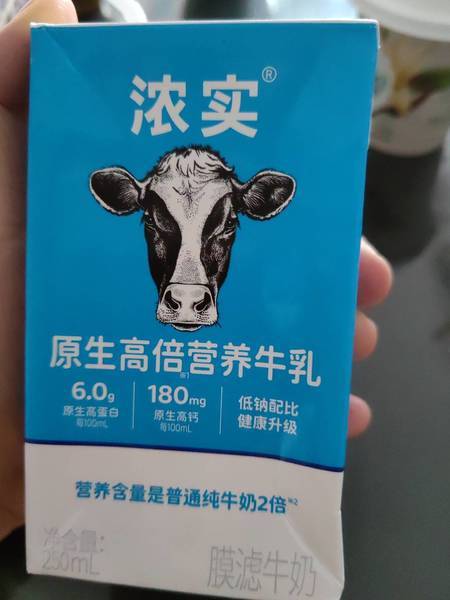 浓实®
原生高倍营养牛乳
※1
6.0g
原生高蛋白
每100mL
180mg
原生高钙
每100mL
低钠配比
健康升级
营养含量是普通纯牛奶2倍※2
净含量:
250mL
膜滤牛奶